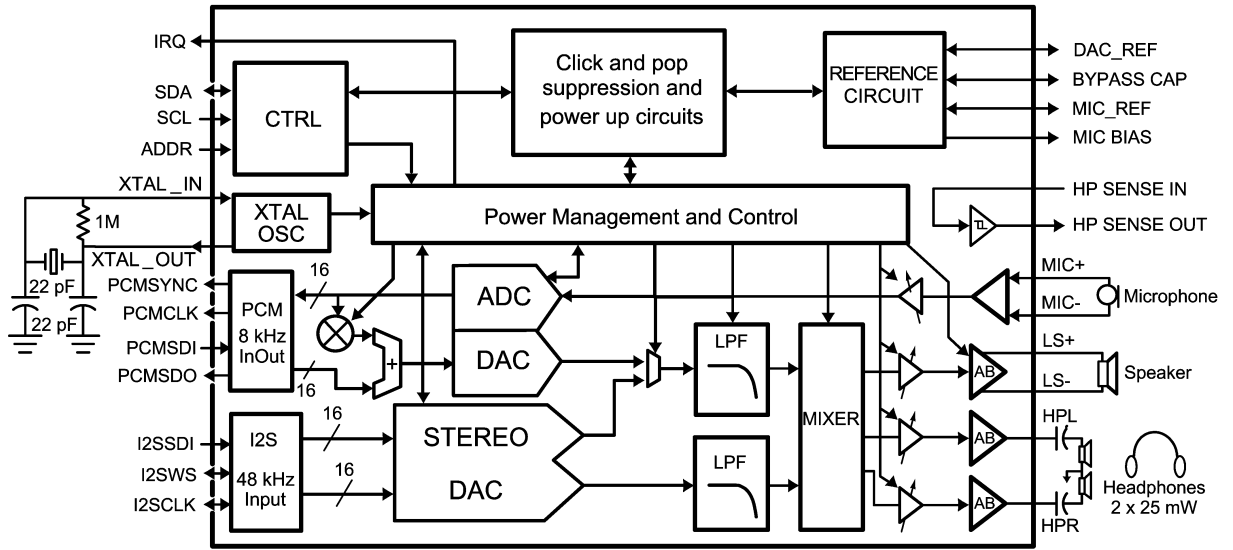 IRQ
SDA
SCL
ADDR
XTAL_IN
1M
XTAL_OUT
22 pF
22 pF
PCMSYNC
PCMCLK
PCMSDI
PCMSDO
I2SSDI
I2SWS
I2SCLK
CTRL
XTAL
OSC
PCM
8 kHz
InOut
I2S
48 kHz
Input
16
16
16
16
Click and pop
suppression and
power up circuits
REFERENCE
CIRCUIT
Power Management and Control
ADC
DAC
+
STEREO
DAC
LPF
LPF
MIXER
AB
AB
AB
DAC_REF
BYPASS CAP
MIC_REF
MIC BIAS
HP SENSE IN
HP SENSE OUT
MIC+
MIC-
Microphone
LS+
LS-
Speaker
HPL
HPR
Headphones
2 x 25 mW